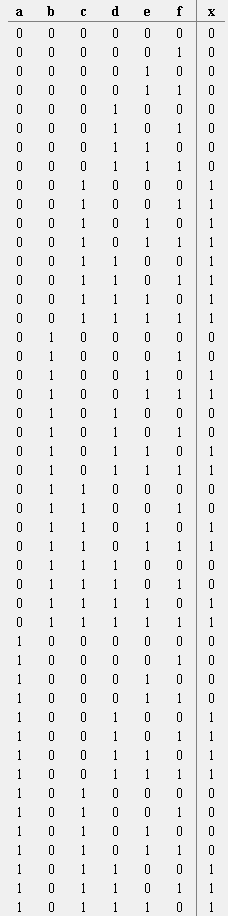 a b c d e f x
0 0 0 0 0 0 0
0 0 0 0 0 1 0
0 0 0 0 1 0 0
0 0 0 0 1 1 0
0 0 0 1 0 0 0
0 0 0 1 0 1 0
0 0 0 1 1 0 0
0 0 0 1 1 1 0
0 0 1 0 0 0 1
0 0 1 0 0 1 1
0 0 1 0 1 0 1
0 0 1 0 1 1 1
0 0 1 1 0 0 1
0 0 1 1 0 1 1
0 0 1 1 1 0 1
0 0 1 1 1 1 1
0 1 0 0 0 0 0
0 1 0 0 0 1 0
0 1 0 0 1 0 1
0 1 0 0 1 1 1
0 1 0 1 0 0 0
0 1 0 1 0 1 0
0 1 0 1 1 0 1
0 1 0 1 1 1 1
0 1 1 0 0 0 0
0 1 1 0 0 1 0
0 1 1 0 1 0 1
0 1 1 0 1 1 1
0 1 1 1 0 0 0
0 1 1 1 0 1 0
0 1 1 1 1 0 1
0 1 1 1 1 1 1
1 0 0 0 0 0 0
1 0 0 0 0 1 0
1 0 0 0 1 0 0
1 0 0 0 1 1 0
1 0 0 1 0 0 1
1 0 0 1 0 1 1
1 0 0 1 1 0 1
1 0 0 1 1 1 1
1 0 1 0 0 0 0
1 0 1 0 0 1 0
1 0 1 0 1 0 0
1 0 1 0 1 1 0
1 0 1 1 0 0 1
1 0 1 1 0 1 1
1 0 1 1 1 0 1